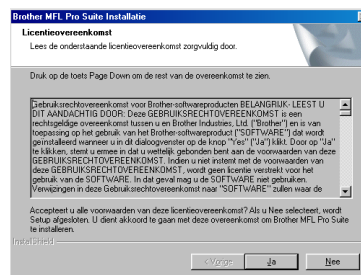 Brother MFL Pro Suite Installatie
Licentieovereenkomst
Lees de onderstaande licentieovereenkomst zorgvuldig door.
Druk op de toets Page Down om de rest van de overeenkomst te zien.
Gebruiksrechtovereenkomst voor Brother-softwareproducten BELANGRIJK- LEEST U
DIT AANDACHTIG DOOR: Deze GEBRUIKSRECHTOVEREENKOMST is een
rechtsgeldige overeenkomst tussen u en Brother Industries, Ltd. ("Brother") en is van
toepassing op het gebruik van het Brother-softwareproduct ("SOFTWARE") dat wordt
geïnstalleerd wanneer u in dit dialoogvenster op de knop "Yes" (Ja") klikt. Door op "Ja"
te klikken, stemt u ermee in dat u wettelijk gebonden bent aan de voorwaarden van deze
GEBRUIKSRECHTOVEREENKOMST. Indien u niet instemt met de voorwaarden van
deze GEBRUIKSRECHTOVEREENKOMST, wordt geen licentie verstrekt voor het
gebruik van de SOFTWARE. In dat geval mag u de SOFTWARE niet gebruiken.
Verwijzingen in deze Gebruiksrechtovereenkomst naar "SOFTWARE" zullen waar de
Accepteert u alle voorwaarden van deze licentieovereenkomst? Als u Nee selecteert, wordt
Setup afgesloten. U dient akkoord te gaan met deze overeenkomst om Brother MFL Pro Suite
te installeren.
InstallShield
< Vorige
Ja
Nee